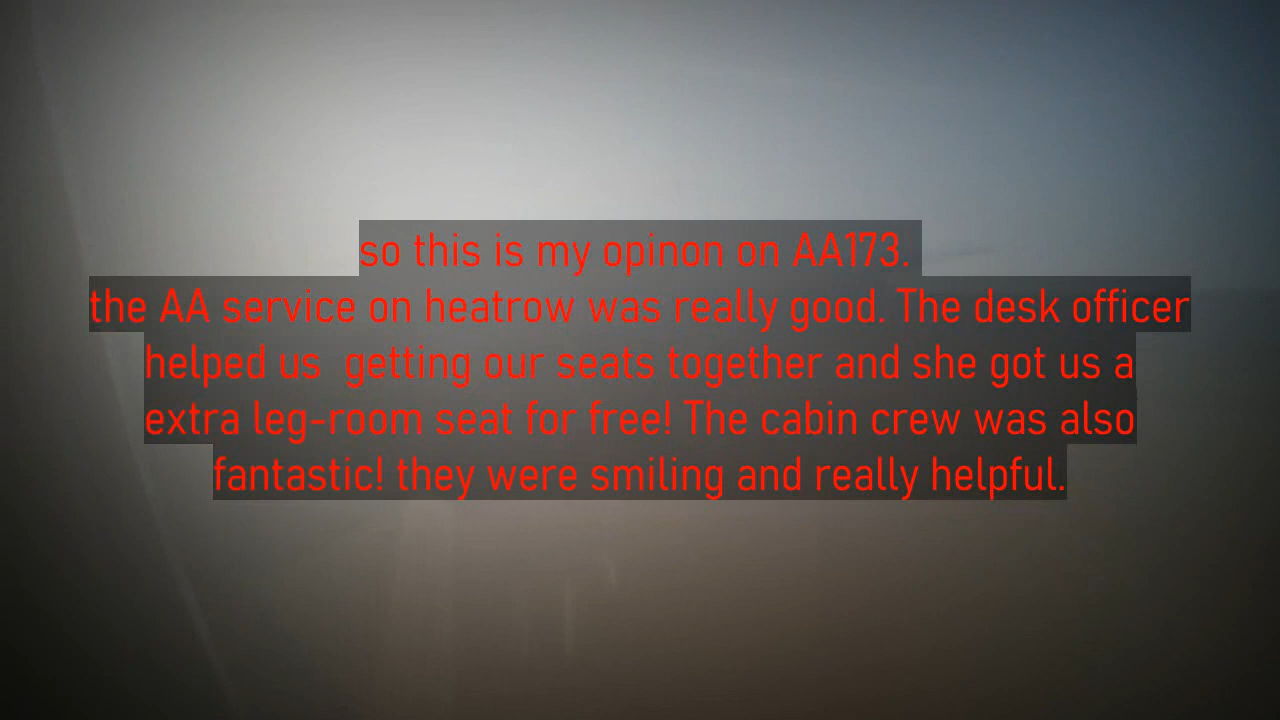 so this is my opinon on AA173.
the AA service on heatrow was really good. The desk officer
helped us  getting our seats together and she got us a
extra leg-room seat for free! The cabin crew was also
fantastic! they were smiling and really helpful.